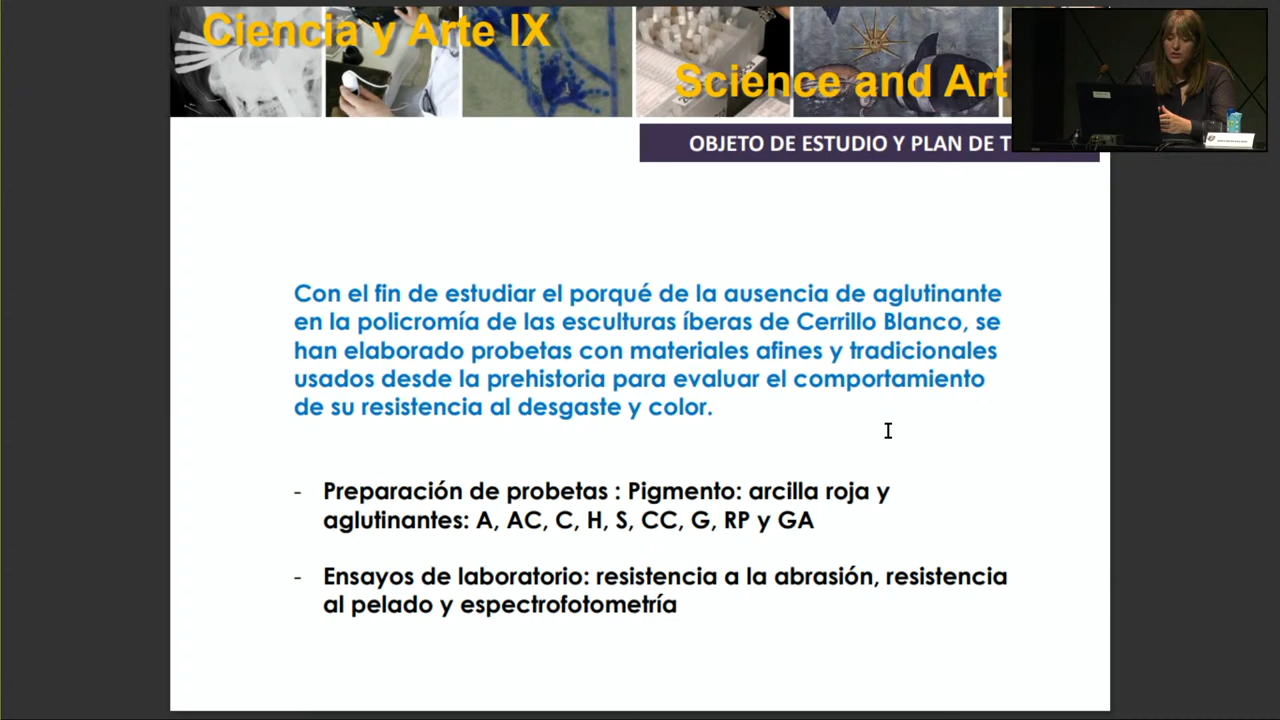 Ciencia y Arte IX
Science and Art
OBJETO DE ESTUDIO Y PLAN DE
Con el fin de estudiar el porqué de la ausencia de aglutinante
en la policromía de las esculturas íberas de Cerrillo Blanco, se
han elaborado probetas con materiales afines y tradicionales
usados desde la prehistoria para evaluar el comportamiento
de su resistencia al desgaste y color.
- Preparación de probetas : Pigmento: arcilla roja y
aglutinantes: A, AC, C, H, S, CC, G, RP y GA
- Ensayos de laboratorio: resistencia a la abrasión, resistencia
al pelado y espectrofotometría